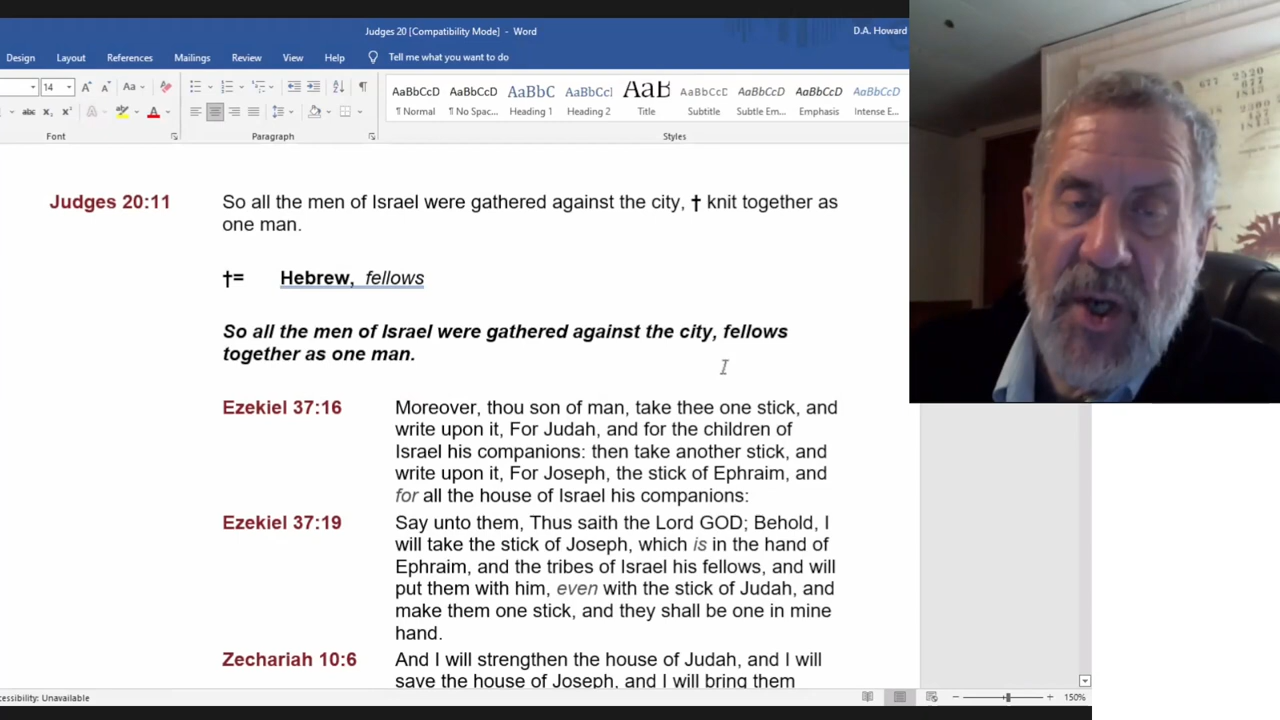 Judges 20 [Compatibility Mode] - Word
D.A. Howard
Design Layout References Mailings Review View Help Tell me what you want to do
14 Aa
AaBbCcD AaBbCcD AaBbC AaBbCcl AaB AaBbCcD AaBbCcD AaBbCcD AaBbCcD
¶ Normal ¶ No Spac... Heading 1 Heading 2 Title Subtitle Subtle Em... Emphasis Intense E...
Font Paragraph Styles
677 2520
Judges 20:11 So all the men of Israel were gathered against the city, † knit together as
one man.
†= Hebrew, fellows
So all the men of Israel were gathered against the city, fellows
together as one man.
Ezekiel 37:16 Moreover, thou son of man, take thee one stick, and
write upon it, For Judah, and for the children of
Israel his companions: then take another stick, and
write upon it, For Joseph, the stick of Ephraim, and
for all the house of Israel his companions:
Ezekiel 37:19 Say unto them, Thus saith the Lord GOD; Behold, I
will take the stick of Joseph, which is in the hand of
Ephraim, and the tribes of Israel his fellows, and will
put them with him, even with the stick of Judah, and
make them one stick, and they shall be one in mine
hand.
Zechariah 10:6 And I will strengthen the house of Judah, and I will
save the house of Joseph, and I will bring them
cessibility: Unavailable
150%